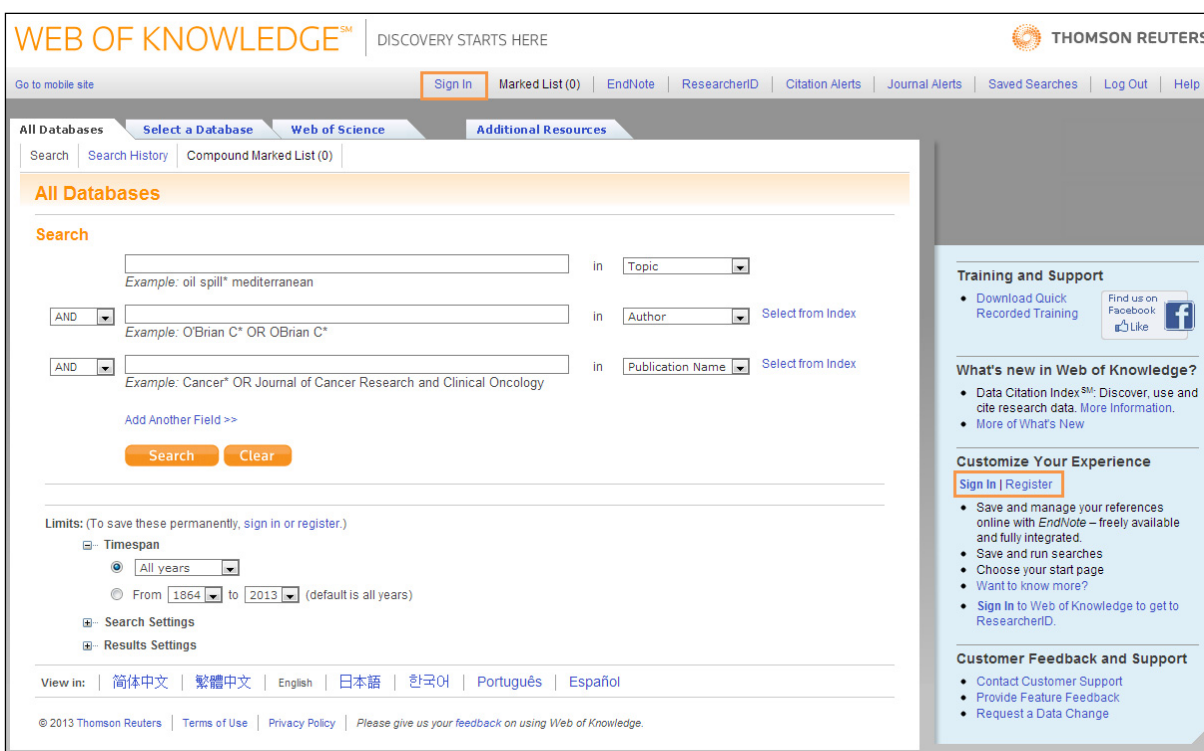 WEB OF KNOWLEDGE℠ | DISCOVERY STARTS HERE
THOMSON REUTERS
Go to mobile site
Sign In | Marked List (0) | EndNote | ResearcherID | Citation Alerts | Journal Alerts | Saved Searches | Log Out | Help
All Databases
Select a Database
Web of Science
Additional Resources
Search | Search History | Compound Marked List (0)
All Databases
Search
in Topic
Example: oil spill* mediterranean
AND in Author Select from Index
Example: O'Brian C* OR OBrian C*
AND in Publication Name Select from Index
Example: Cancer* OR Journal of Cancer Research and Clinical Oncology
Add Another Field >>
Search Clear
Limits: (To save these permanently, sign in or register.)
Timespan
All years
From 1864 to 2013 (default is all years)
Search Settings
Results Settings
View in: | 简体中文 | 繁體中文 | English | 日本語 | 한국어 | Português | Español
© 2013 Thomson Reuters | Terms of Use | Privacy Policy | Please give us your feedback on using Web of Knowledge.
Training and Support
• Download Quick
Recorded Training
Find us on
Facebook
Like
What's new in Web of Knowledge?
• Data Citation Index℠: Discover, use and
cite research data. More Information.
• More of What's New
Customize Your Experience
Sign In | Register
• Save and manage your references
online with EndNote – freely available
and fully integrated.
• Save and run searches
• Choose your start page
• Want to know more?
• Sign In to Web of Knowledge to get to
ResearcherID.
Customer Feedback and Support
• Contact Customer Support
• Provide Feature Feedback
• Request a Data Change